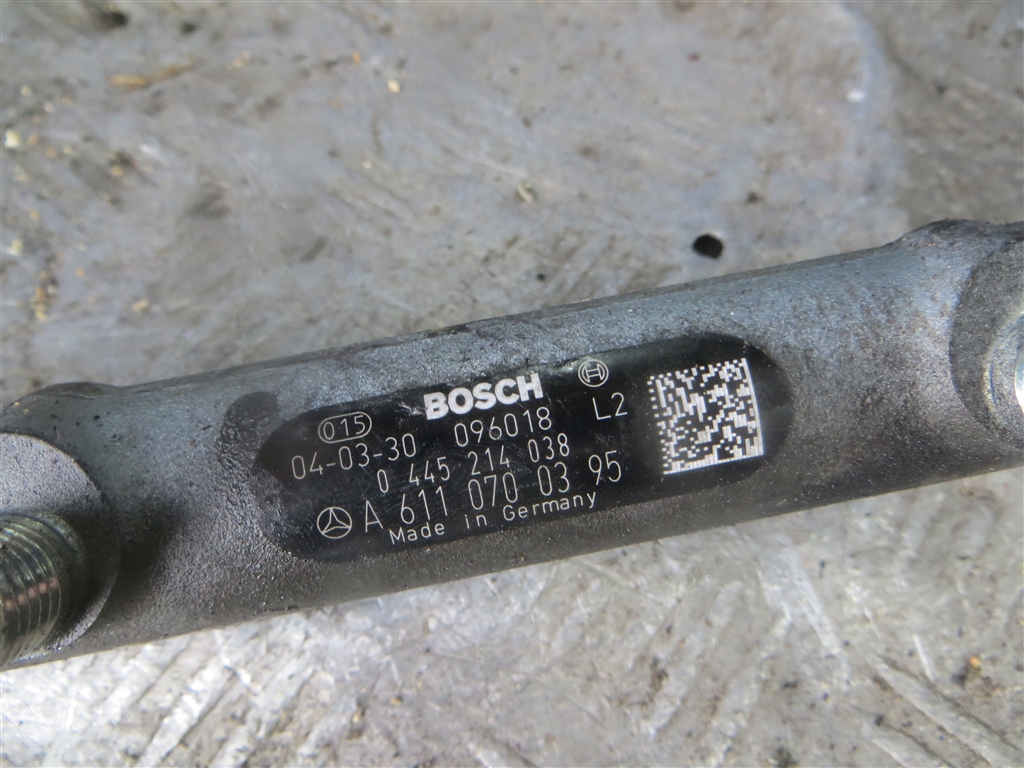 BOSCH
015
04-03-30 096018 L2
0 445 214 038
A 611 070 03 95
Made in Germany